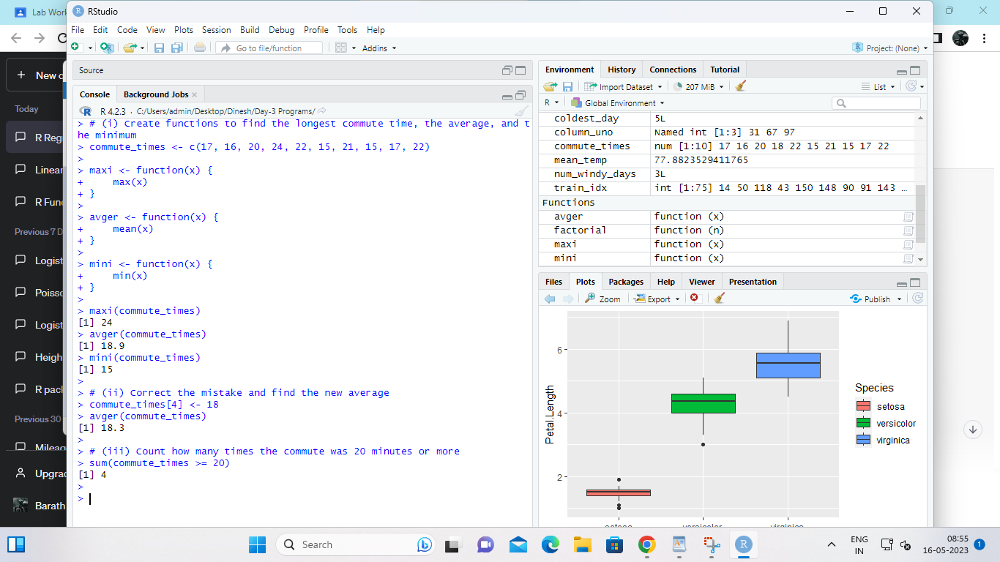 Lab Work
RStudio
File Edit Code View Plots Session Build Debug Profile Tools Help
Go to file/function
Addins
Project: (None)
Source
Console Background Jobs
R 4.2.3 · C:/Users/admin/Desktop/Dinesh/Day-3 Programs/
> # (i) Create functions to find the longest commute time, the average, and t
he minimum
> commute_times <- c(17, 16, 20, 24, 22, 15, 21, 15, 17, 22)
>
> maxi <- function(x) {
+     max(x)
+ }
>
> avger <- function(x) {
+     mean(x)
+ }
>
> mini <- function(x) {
+     min(x)
+ }
>
> maxi(commute_times)
[1] 24
> avger(commute_times)
[1] 18.9
> mini(commute_times)
[1] 15
>
> # (ii) Correct the mistake and find the new average
> commute_times[4] <- 18
> avger(commute_times)
[1] 18.3
>
> # (iii) Count how many times the commute was 20 minutes or more
> sum(commute_times >= 20)
[1] 4
>
>
Environment History Connections Tutorial
Import Dataset 207 MiB List
R Global Environment
coldest_day 5L
column_uno Named int [1:3] 31 67 97
commute_times num [1:10] 17 16 20 18 22 15 21 15 17 22
mean_temp 77.8823529411765
num_windy_days 3L
train_idx int [1:75] 14 50 118 43 150 148 90 91 143 …
Functions
avger function (x)
factorial function (n)
maxi function (x)
mini function (x)
Files Plots Packages Help Viewer Presentation
Zoom Export Publish
Petal.Length
6
4
2
setosa versicolor virginica
Species
setosa
versicolor
virginica
+ New c
Today
R Reg
Linear
R Func
Previous 7 D
Logist
Poisso
Logist
Heigh
R pack
Previous 30
Mileag
Upgrad
Barath
Search
ENG
IN
08:55
16-05-2023
1